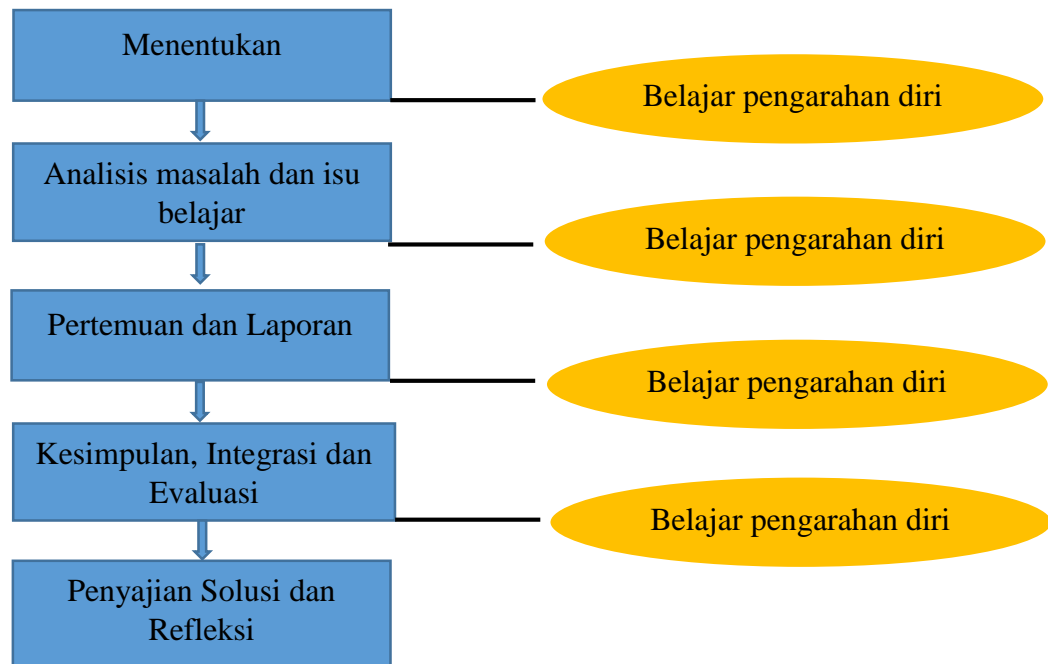 Menentukan
Belajar pengarahan diri
Analisis masalah dan isu
belajar
Belajar pengarahan diri
Pertemuan dan Laporan
Belajar pengarahan diri
Kesimpulan, Integrasi dan
Evaluasi
Belajar pengarahan diri
Penyajian Solusi dan
Refleksi